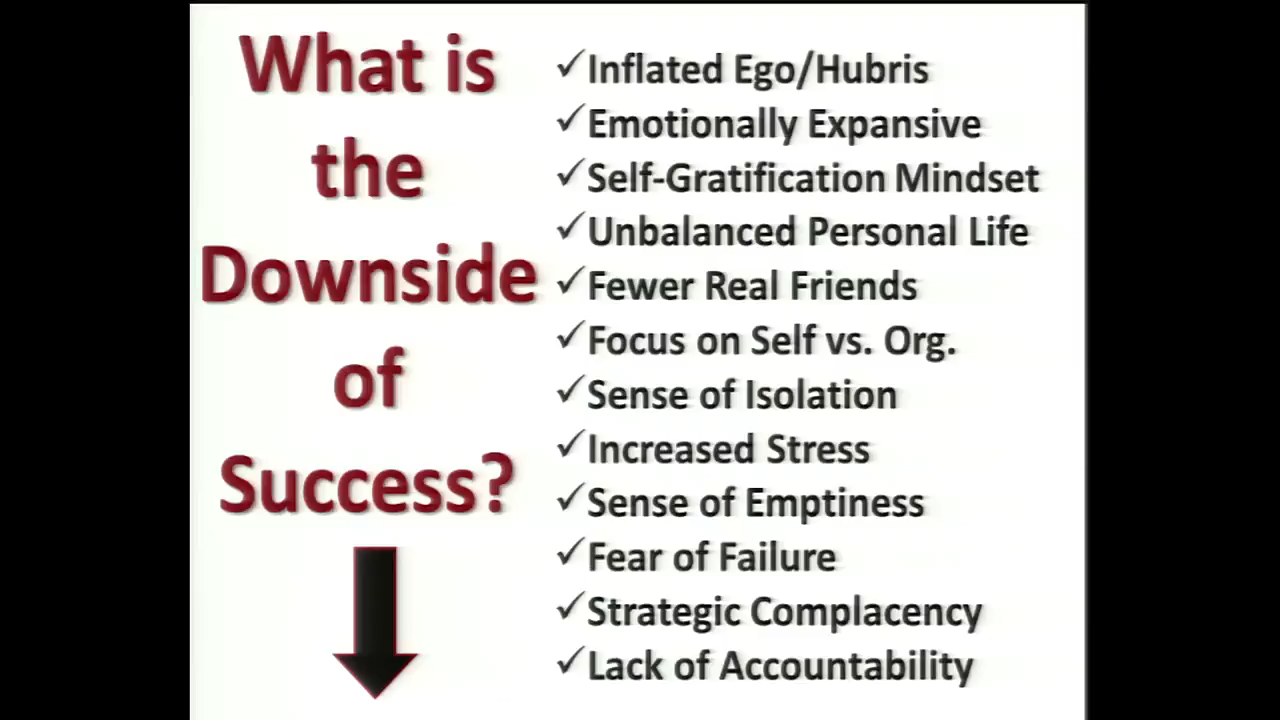 What is
the
Downside
of
Success?
✓Inflated Ego/Hubris
✓Emotionally Expansive
✓Self-Gratification Mindset
✓Unbalanced Personal Life
✓Fewer Real Friends
✓Focus on Self vs. Org.
✓Sense of Isolation
✓Increased Stress
✓Sense of Emptiness
✓Fear of Failure
✓Strategic Complacency
✓Lack of Accountability